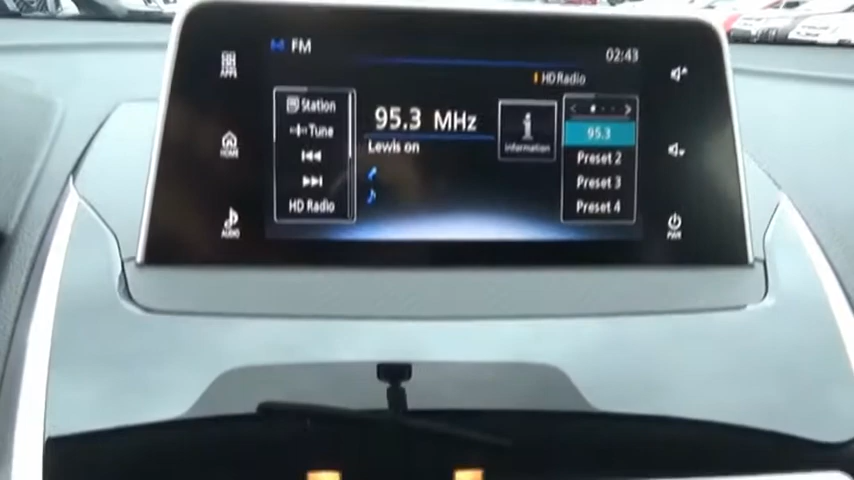 FM
02:43
APPS
HD Radio
Station
Tune
HD Radio
95.3 MHz
Lewis on
Information
95.3
Preset 2
Preset 3
Preset 4
HOME
AUDIO
PWR